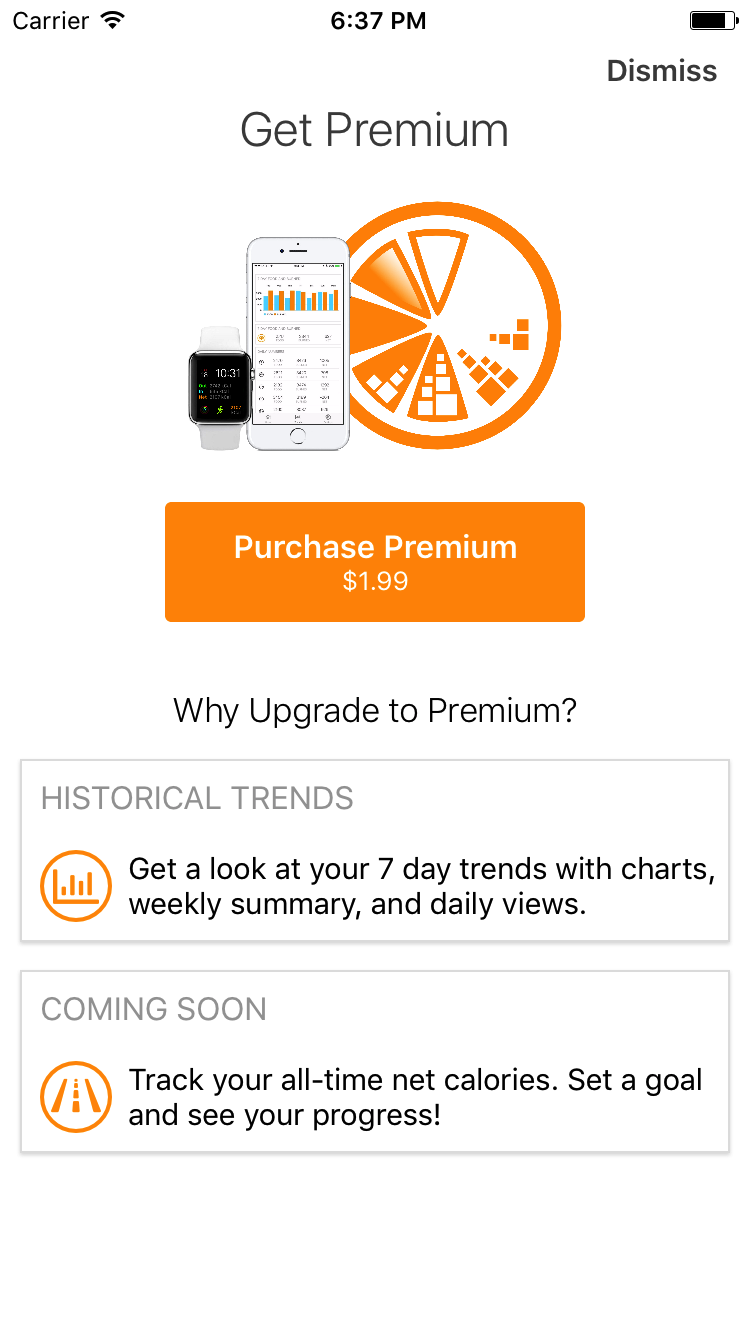 Carrier 6:37 PM
Dismiss
Get Premium
10:31
Purchase Premium
$1.99
Why Upgrade to Premium?
HISTORICAL TRENDS
Get a look at your 7 day trends with charts,
weekly summary, and daily views.
COMING SOON
Track your all-time net calories. Set a goal
and see your progress!